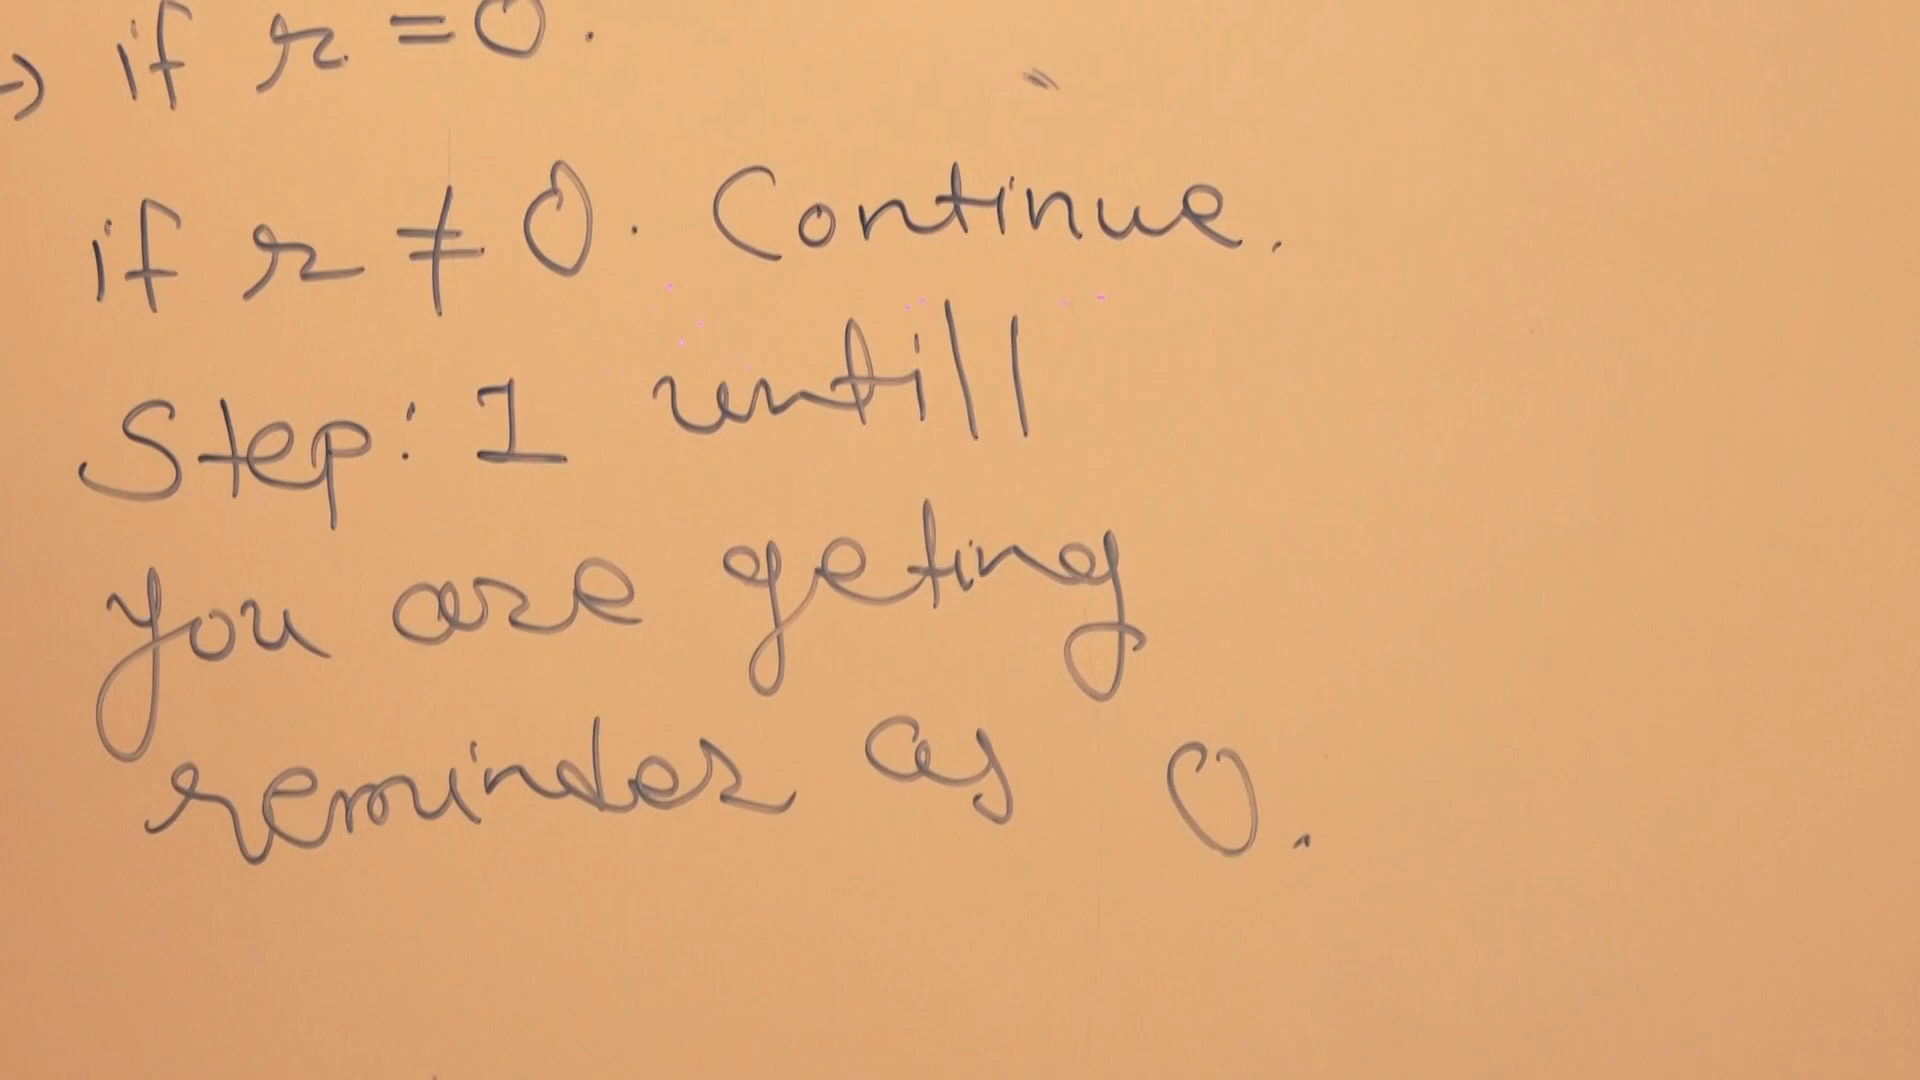 → if r = 0.
if r ≠ 0. Continue.
Step: 1 untill
you are geting
reminder as 0.